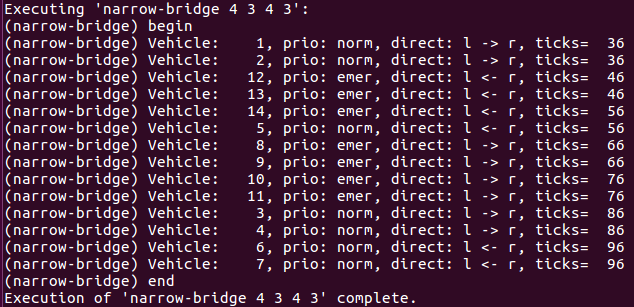 Executing 'narrow-bridge 4 3 4 3':
(narrow-bridge) begin
(narrow-bridge) Vehicle:    1, prio: norm, direct: l -> r, ticks=  36
(narrow-bridge) Vehicle:    2, prio: norm, direct: l -> r, ticks=  36
(narrow-bridge) Vehicle:   12, prio: emer, direct: l <- r, ticks=  46
(narrow-bridge) Vehicle:   13, prio: emer, direct: l <- r, ticks=  46
(narrow-bridge) Vehicle:   14, prio: emer, direct: l <- r, ticks=  56
(narrow-bridge) Vehicle:    5, prio: norm, direct: l <- r, ticks=  56
(narrow-bridge) Vehicle:    8, prio: emer, direct: l -> r, ticks=  66
(narrow-bridge) Vehicle:    9, prio: emer, direct: l -> r, ticks=  66
(narrow-bridge) Vehicle:   10, prio: emer, direct: l -> r, ticks=  76
(narrow-bridge) Vehicle:   11, prio: emer, direct: l -> r, ticks=  76
(narrow-bridge) Vehicle:    3, prio: norm, direct: l -> r, ticks=  86
(narrow-bridge) Vehicle:    4, prio: norm, direct: l -> r, ticks=  86
(narrow-bridge) Vehicle:    6, prio: norm, direct: l <- r, ticks=  96
(narrow-bridge) Vehicle:    7, prio: norm, direct: l <- r, ticks=  96
(narrow-bridge) end
Execution of 'narrow-bridge 4 3 4 3' complete.